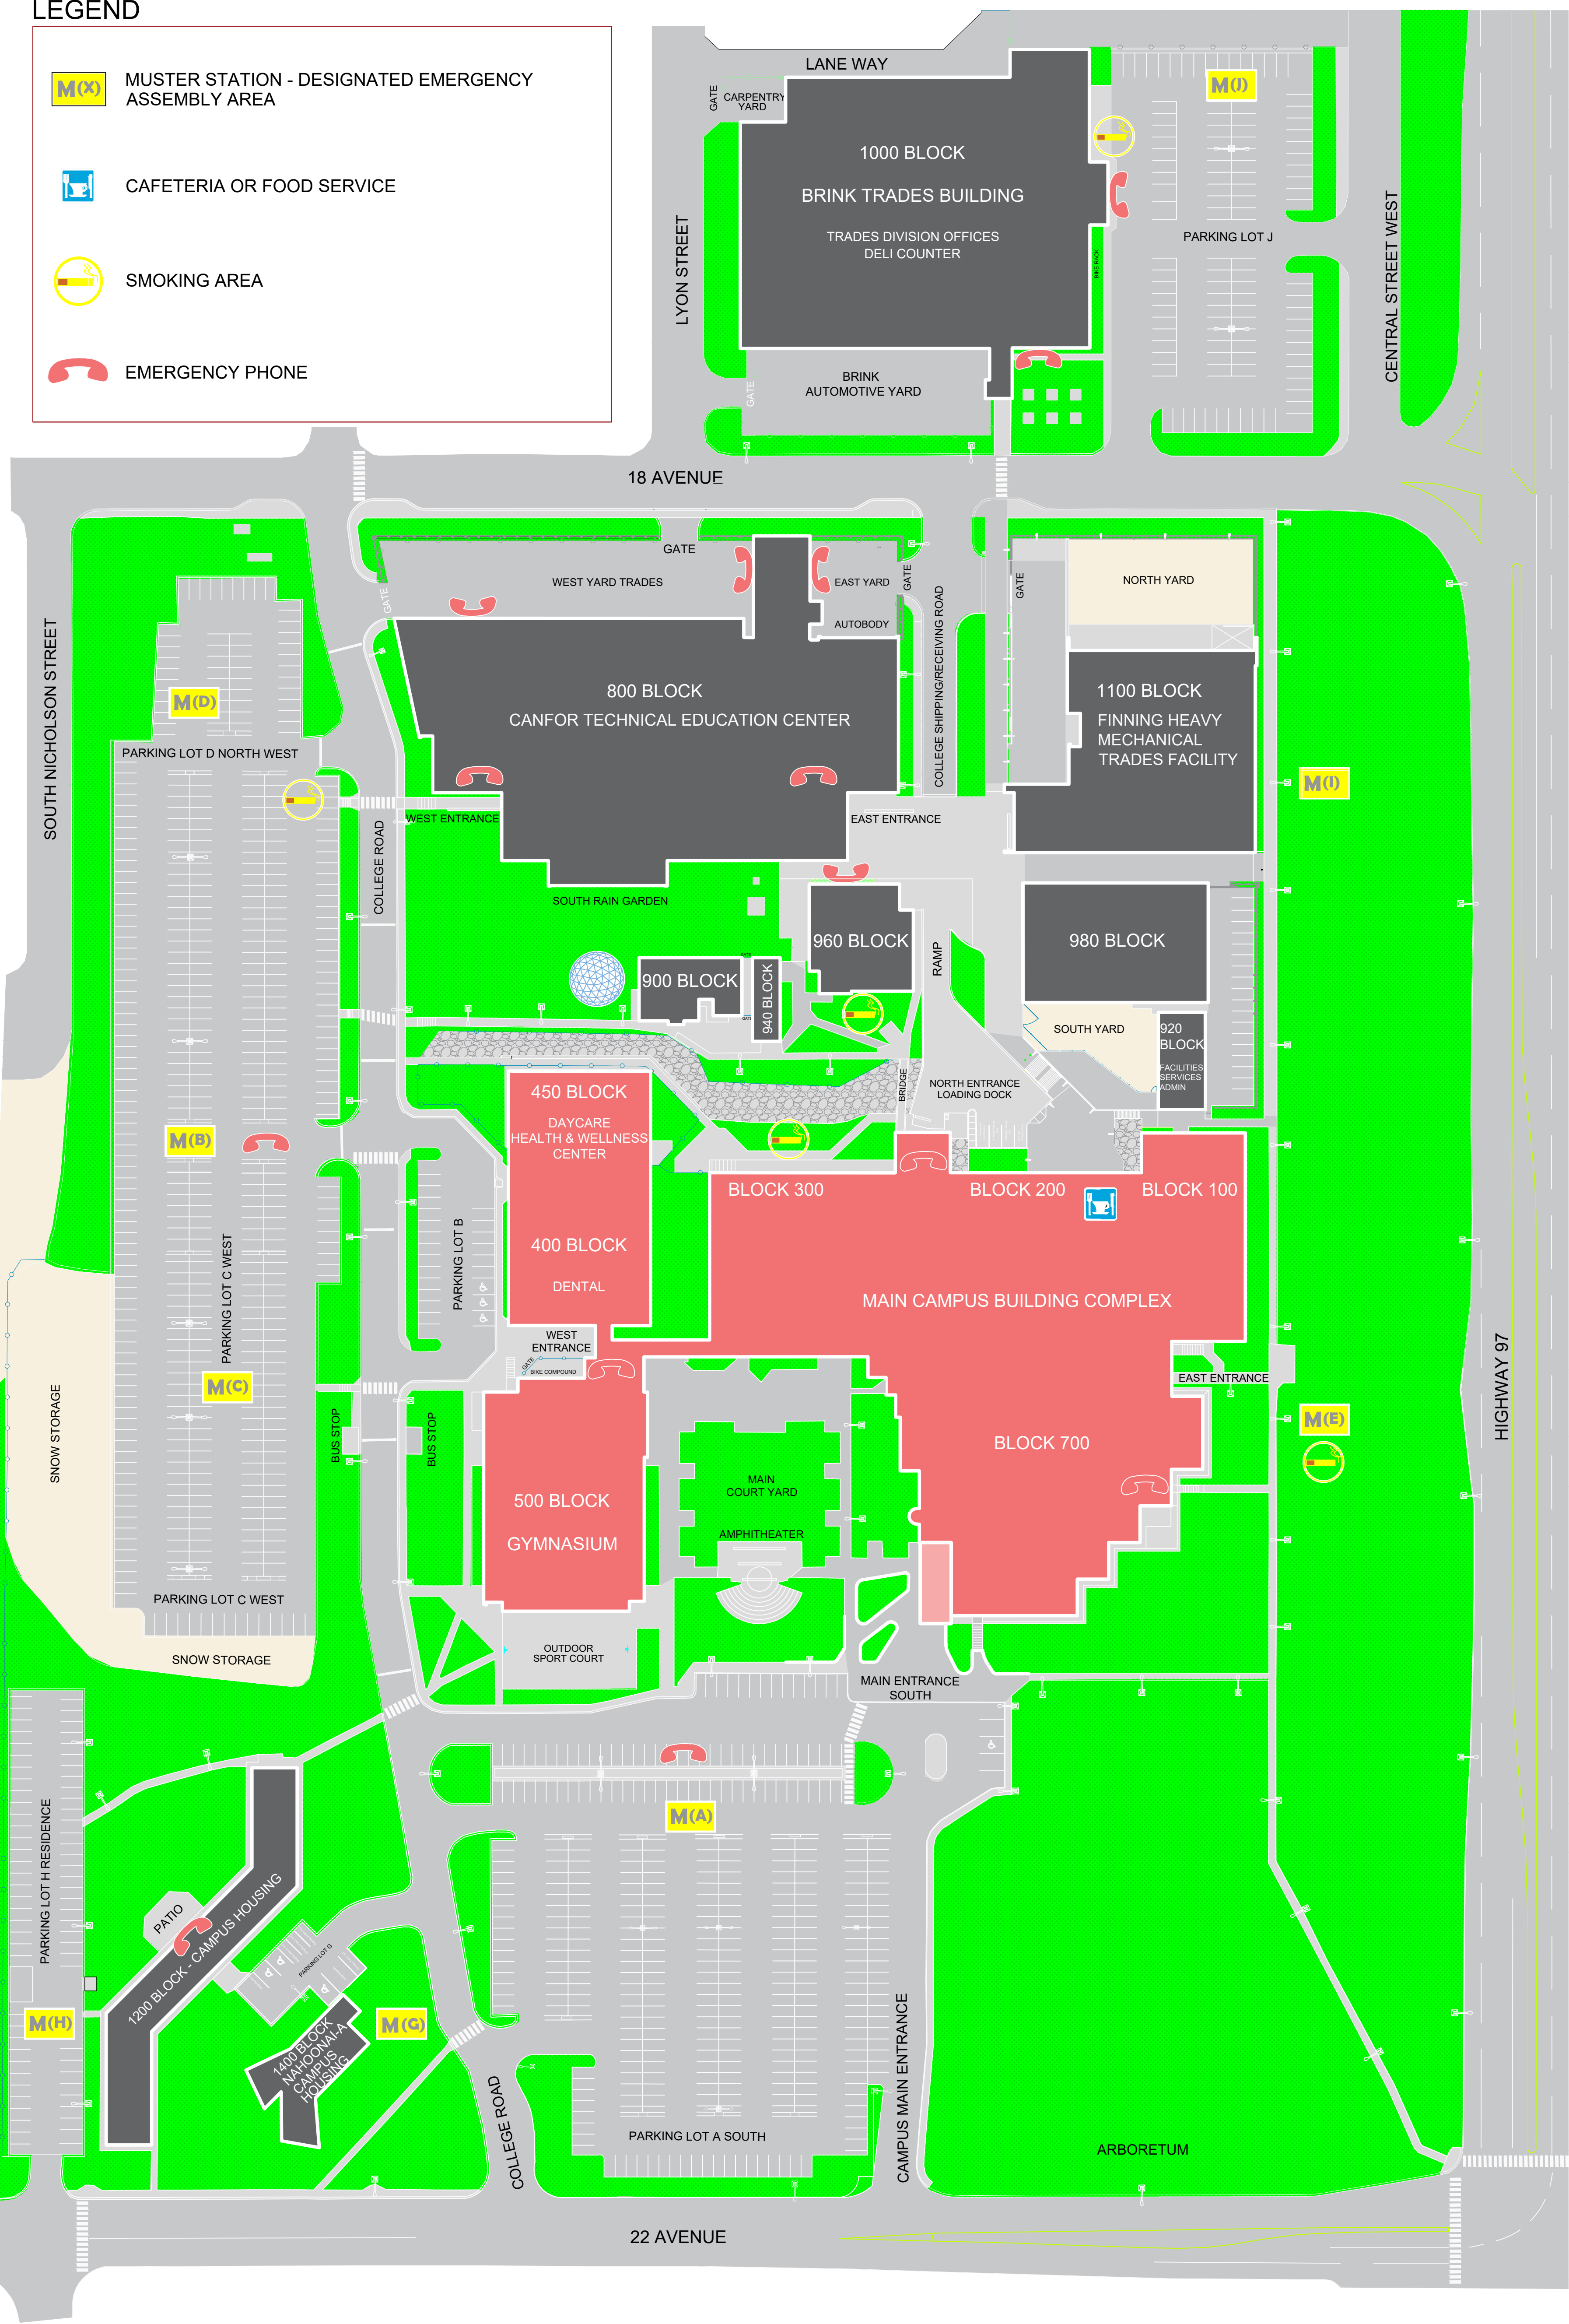 LEGEND
M(X)
MUSTER STATION - DESIGNATED EMERGENCY
ASSEMBLY AREA
CAFETERIA OR FOOD SERVICE
SMOKING AREA
EMERGENCY PHONE
LANE WAY
GATE
CARPENTRY
YARD
M(J)
1000 BLOCK
BRINK TRADES BUILDING
TRADES DIVISION OFFICES
DELI COUNTER
LYON STREET
BIKE RACK
PARKING LOT J
CENTRAL STREET WEST
GATE
BRINK
AUTOMOTIVE YARD
18 AVENUE
GATE
WEST YARD TRADES
EAST YARD
GATE
AUTOBODY
GATE
GATE
NORTH YARD
COLLEGE SHIPPING/RECEIVING ROAD
SOUTH NICHOLSON STREET
M(D)
PARKING LOT D NORTH WEST
800 BLOCK
CANFOR TECHNICAL EDUCATION CENTER
1100 BLOCK
FINNING HEAVY
MECHANICAL
TRADES FACILITY
M(I)
WEST ENTRANCE
EAST ENTRANCE
COLLEGE ROAD
SOUTH RAIN GARDEN
960 BLOCK
RAMP
980 BLOCK
900 BLOCK
940 BLOCK
SOUTH YARD
920
BLOCK
FACILITIES
SERVICES
ADMIN
BRIDGE
NORTH ENTRANCE
LOADING DOCK
450 BLOCK
DAYCARE
HEALTH & WELLNESS
CENTER
M(B)
BLOCK 300
BLOCK 200
BLOCK 100
400 BLOCK
DENTAL
PARKING LOT B
PARKING LOT C WEST
MAIN CAMPUS BUILDING COMPLEX
WEST
ENTRANCE
GATE
BIKE COMPOUND
EAST ENTRANCE
HIGHWAY 97
M(C)
M(E)
SNOW STORAGE
BUS STOP
BUS STOP
BLOCK 700
MAIN
COURT YARD
500 BLOCK
GYMNASIUM
AMPHITHEATER
PARKING LOT C WEST
SNOW STORAGE
OUTDOOR
SPORT COURT
MAIN ENTRANCE
SOUTH
M(A)
PARKING LOT H RESIDENCE
PATIO
1200 BLOCK - CAMPUS HOUSING
PARKING LOT G
M(H)
M(G)
1400 BLOCK
NAHOONAI-A
CAMPUS
HOUSING
COLLEGE ROAD
CAMPUS MAIN ENTRANCE
PARKING LOT A SOUTH
ARBORETUM
22 AVENUE